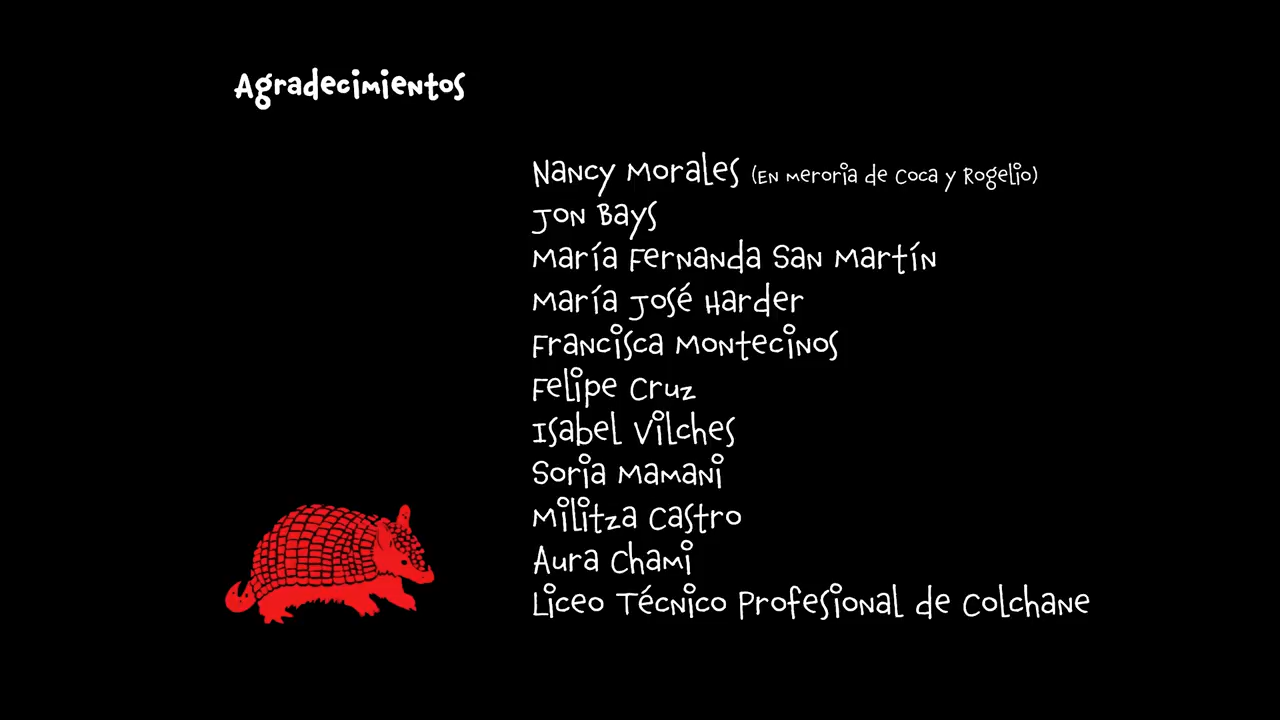 Agradecimientos
Nancy Morales (En meroria de Coca y Rogelio)
Jon Bays
María Fernanda San Martín
María José Harder
Francisca Montecinos
Felipe Cruz
Isabel Vilches
Soria Mamani
Militza Castro
Aura Chami
Liceo Técnico Profesional de Colchane